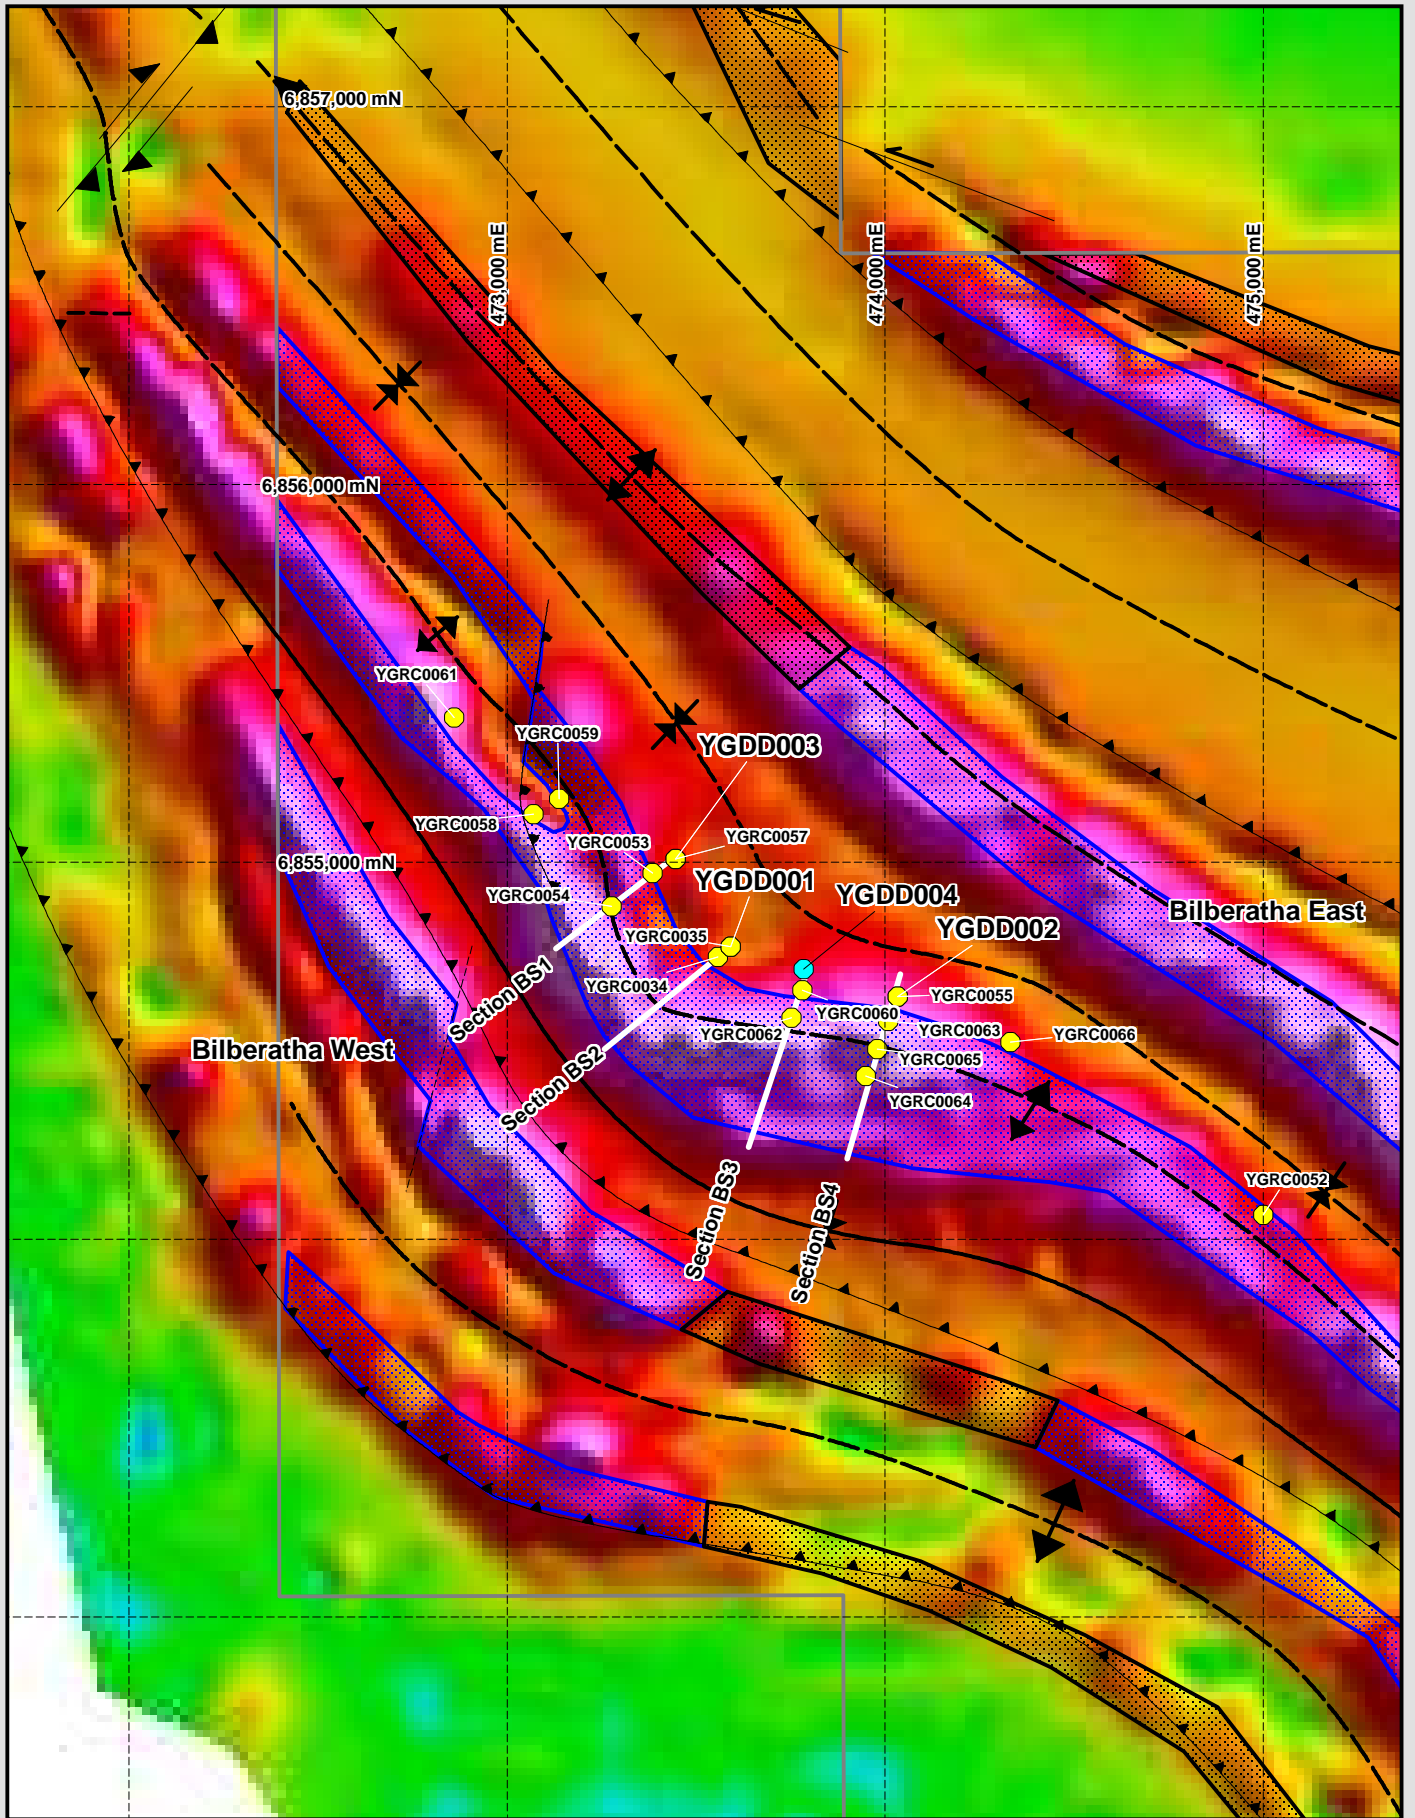 6,857,000 mN
473,000 mE
474,000 mE
475,000 mE
6,856,000 mN
YGRC0061
YGRC0059
YGDD003
YGRC0058
YGRC0053
YGRC0057
6,855,000 mN
YGDD001
YGRC0054
YGDD004
Bilberatha East
YGRC0035
YGDD002
YGRC0034
YGRC0055
Section BS1
YGRC0060
YGRC0062
YGRC0063
YGRC0066
Bilberatha West
YGRC0065
Section BS2
YGRC0064
YGRC0052
Section BS3
Section BS4